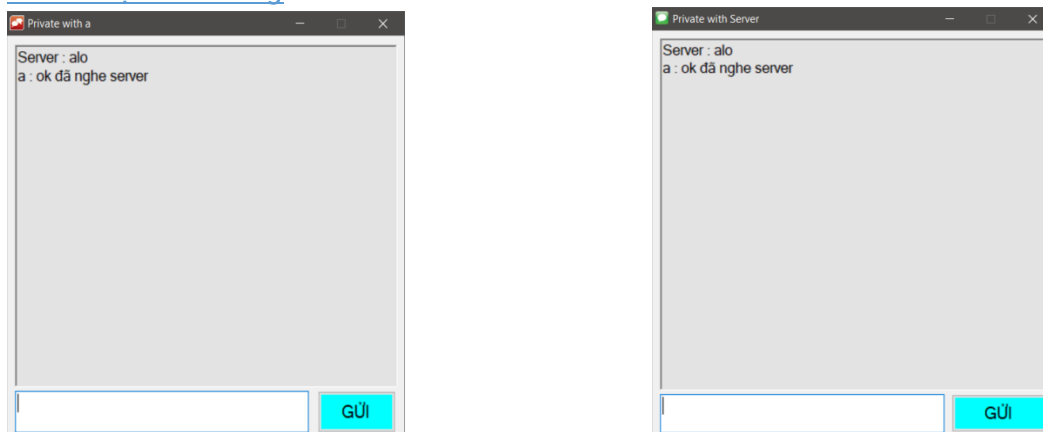 Private with a
Server : alo
a : ok đã nghe server
GỬI
Private with Server
Server : alo
a : ok đã nghe server
GỬI